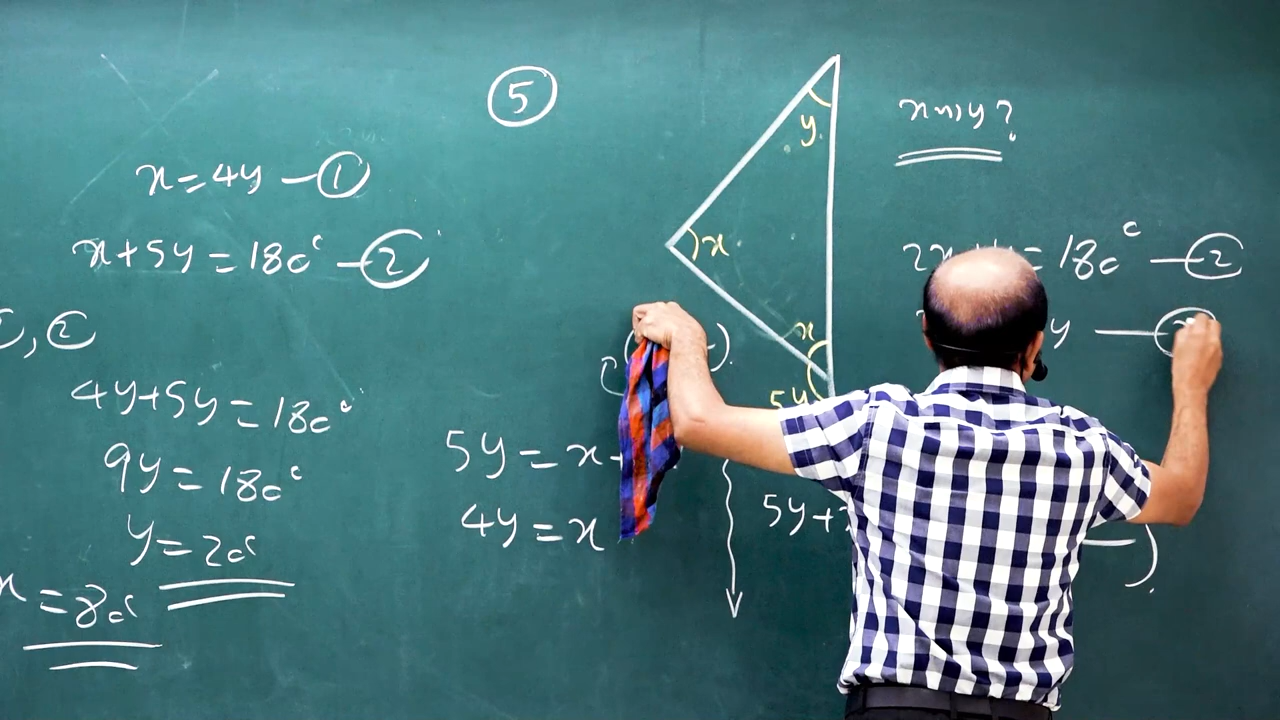 5
x = 4y — 1
x + 5y = 180° — 2
, 2
4y + 5y = 180°
9y = 180°
y = 20°
x = 80°
y
x
x
5y
5y = x
4y = x
5y +
x y ?
2x = 180° — 2
y —